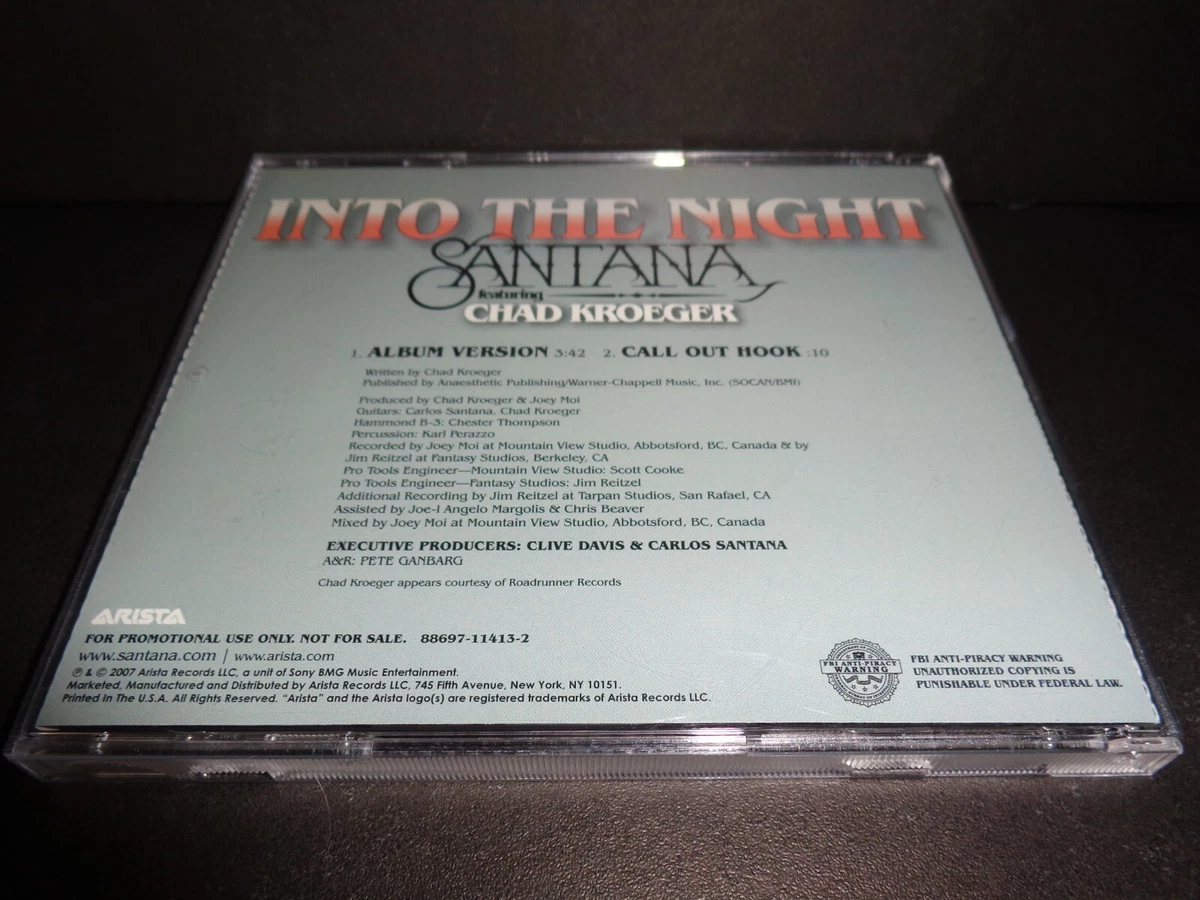 INTO THE NIGHT
SANTANA
featuring
CHAD KROEGER
1. ALBUM VERSION 3:42 2. CALL OUT HOOK :10
Written by Chad Kroeger
Published by Anaesthetic Publishing/Warner-Chappell Music, Inc. (SOCAN/BMI)
Produced by Chad Kroeger & Joey Moi
Guitars: Carlos Santana, Chad Kroeger
Hammond B-3: Chester Thompson
Percussion: Karl Perazzo
Recorded by Joey Moi at Mountain View Studio, Abbotsford, BC, Canada & by
Jim Reitzel at Fantasy Studios, Berkeley, CA
Pro Tools Engineer—Mountain View Studio: Scott Cooke
Pro Tools Engineer—Fantasy Studios: Jim Reitzel
Additional Recording by Jim Reitzel at Tarpan Studios, San Rafael, CA
Assisted by Joe-l Angelo Margolis & Chris Beaver
Mixed by Joey Moi at Mountain View Studio, Abbotsford, BC, Canada
EXECUTIVE PRODUCERS: CLIVE DAVIS & CARLOS SANTANA
A&R: PETE GANBARG
Chad Kroeger appears courtesy of Roadrunner Records
ARISTA
FOR PROMOTIONAL USE ONLY. NOT FOR SALE. 88697-11413-2
www.santana.com | www.arista.com
℗ & © 2007 Arista Records LLC, a unit of Sony BMG Music Entertainment.
Marketed, Manufactured and Distributed by Arista Records LLC, 745 Fifth Avenue, New York, NY 10151.
Printed In The U.S.A. All Rights Reserved. “Arista” and the Arista logo(s) are registered trademarks of Arista Records LLC.
FBI ANTI-PIRACY
WARNING
FBI ANTI-PIRACY WARNING
UNAUTHORIZED COPYING IS
PUNISHABLE UNDER FEDERAL LAW.